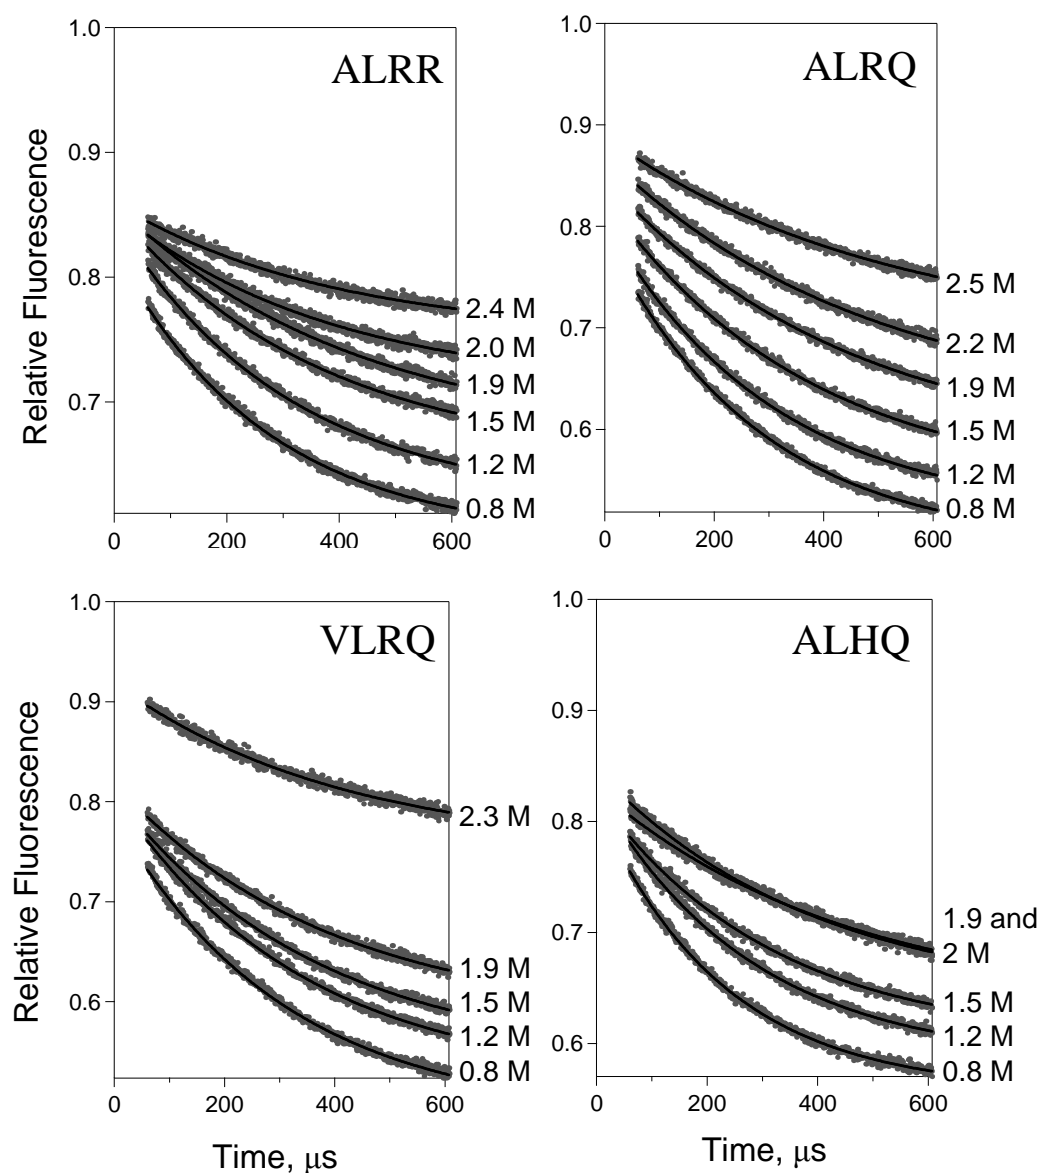 ALRR
Relative Fluorescence
1.0
0.9
0.8
0.7
2.4 M
2.0 M
1.9 M
1.5 M
1.2 M
0.8 M
0
200
400
600
ALRQ
1.0
0.9
0.8
0.7
0.6
2.5 M
2.2 M
1.9 M
1.5 M
1.2 M
0.8 M
0
200
400
600
VLRQ
Relative Fluorescence
1.0
0.9
0.8
0.7
0.6
2.3 M
1.9 M
1.5 M
1.2 M
0.8 M
0
200
400
600
Time, μs
ALHQ
1.0
0.9
0.8
0.7
0.6
1.9 and
2 M
1.5 M
1.2 M
0.8 M
0
200
400
600
Time, μs